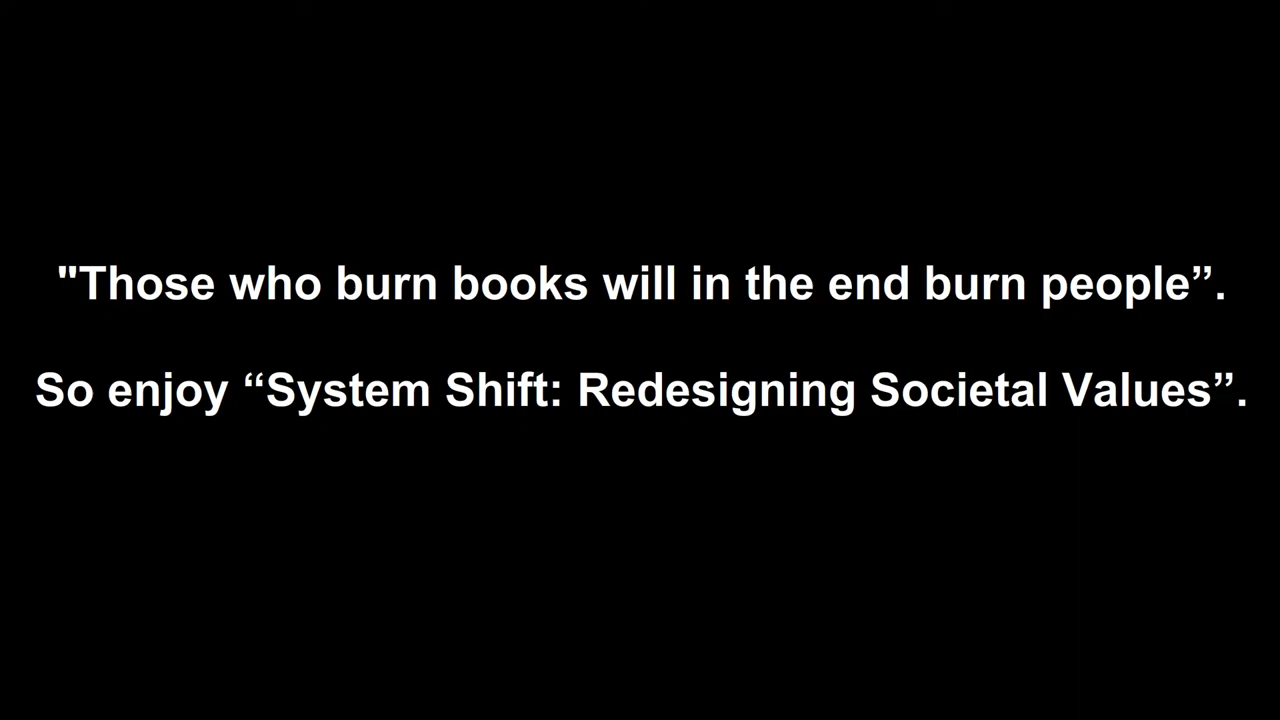 "Those who burn books will in the end burn people”.
So enjoy “System Shift: Redesigning Societal Values”.